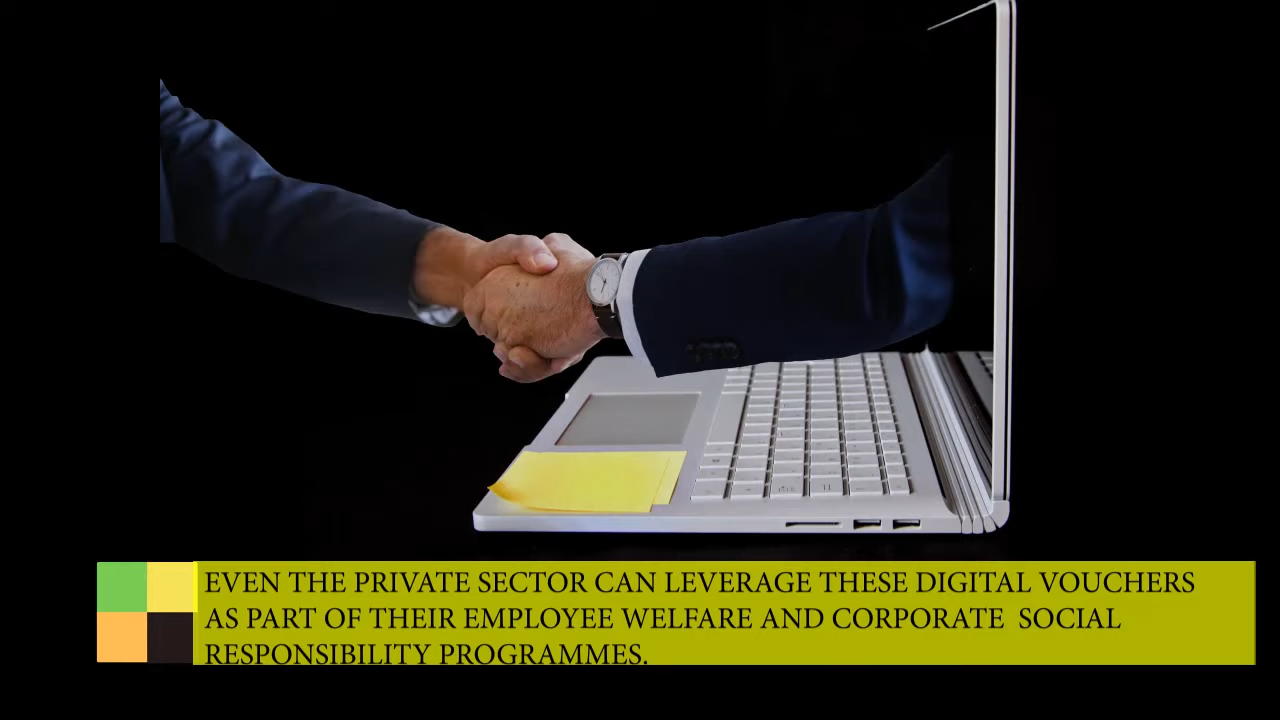 EVEN THE PRIVATE SECTOR CAN LEVERAGE THESE DIGITAL VOUCHERS
AS PART OF THEIR EMPLOYEE WELFARE AND CORPORATE SOCIAL
RESPONSIBILITY PROGRAMMES.